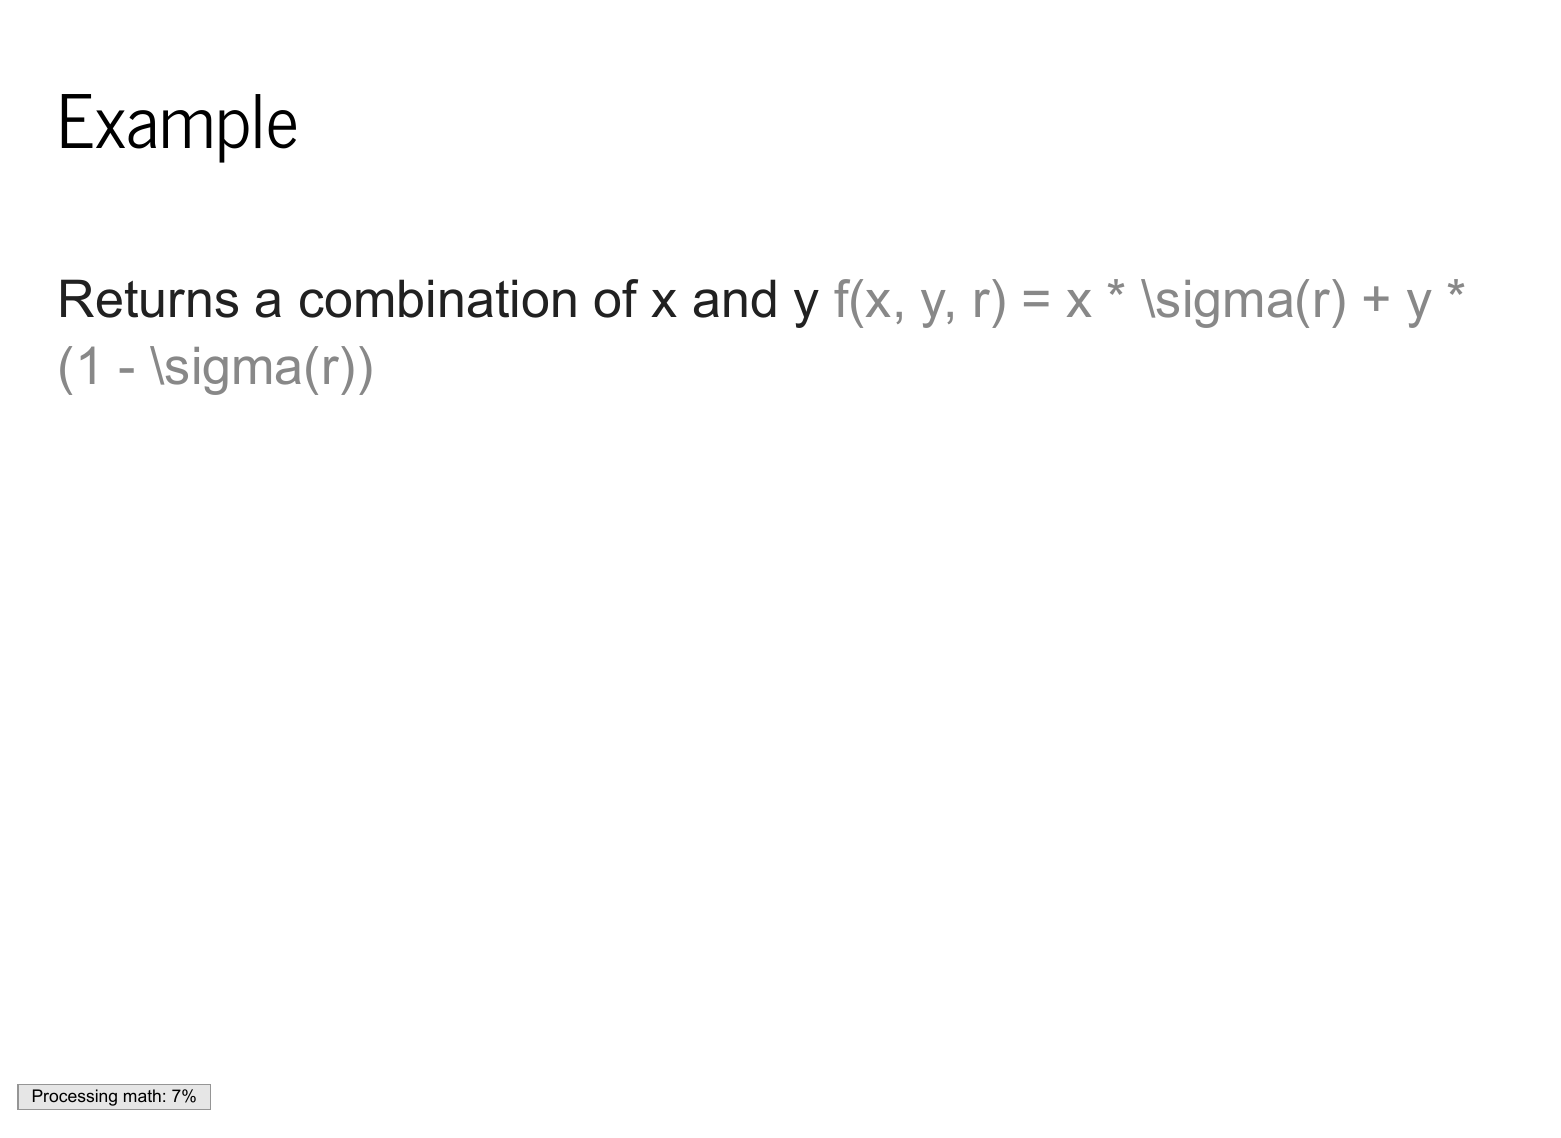 Example
Returns a combination of x and y f(x, y, r) = x * \sigma(r) + y *
(1 - \sigma(r))
Processing math: 7%